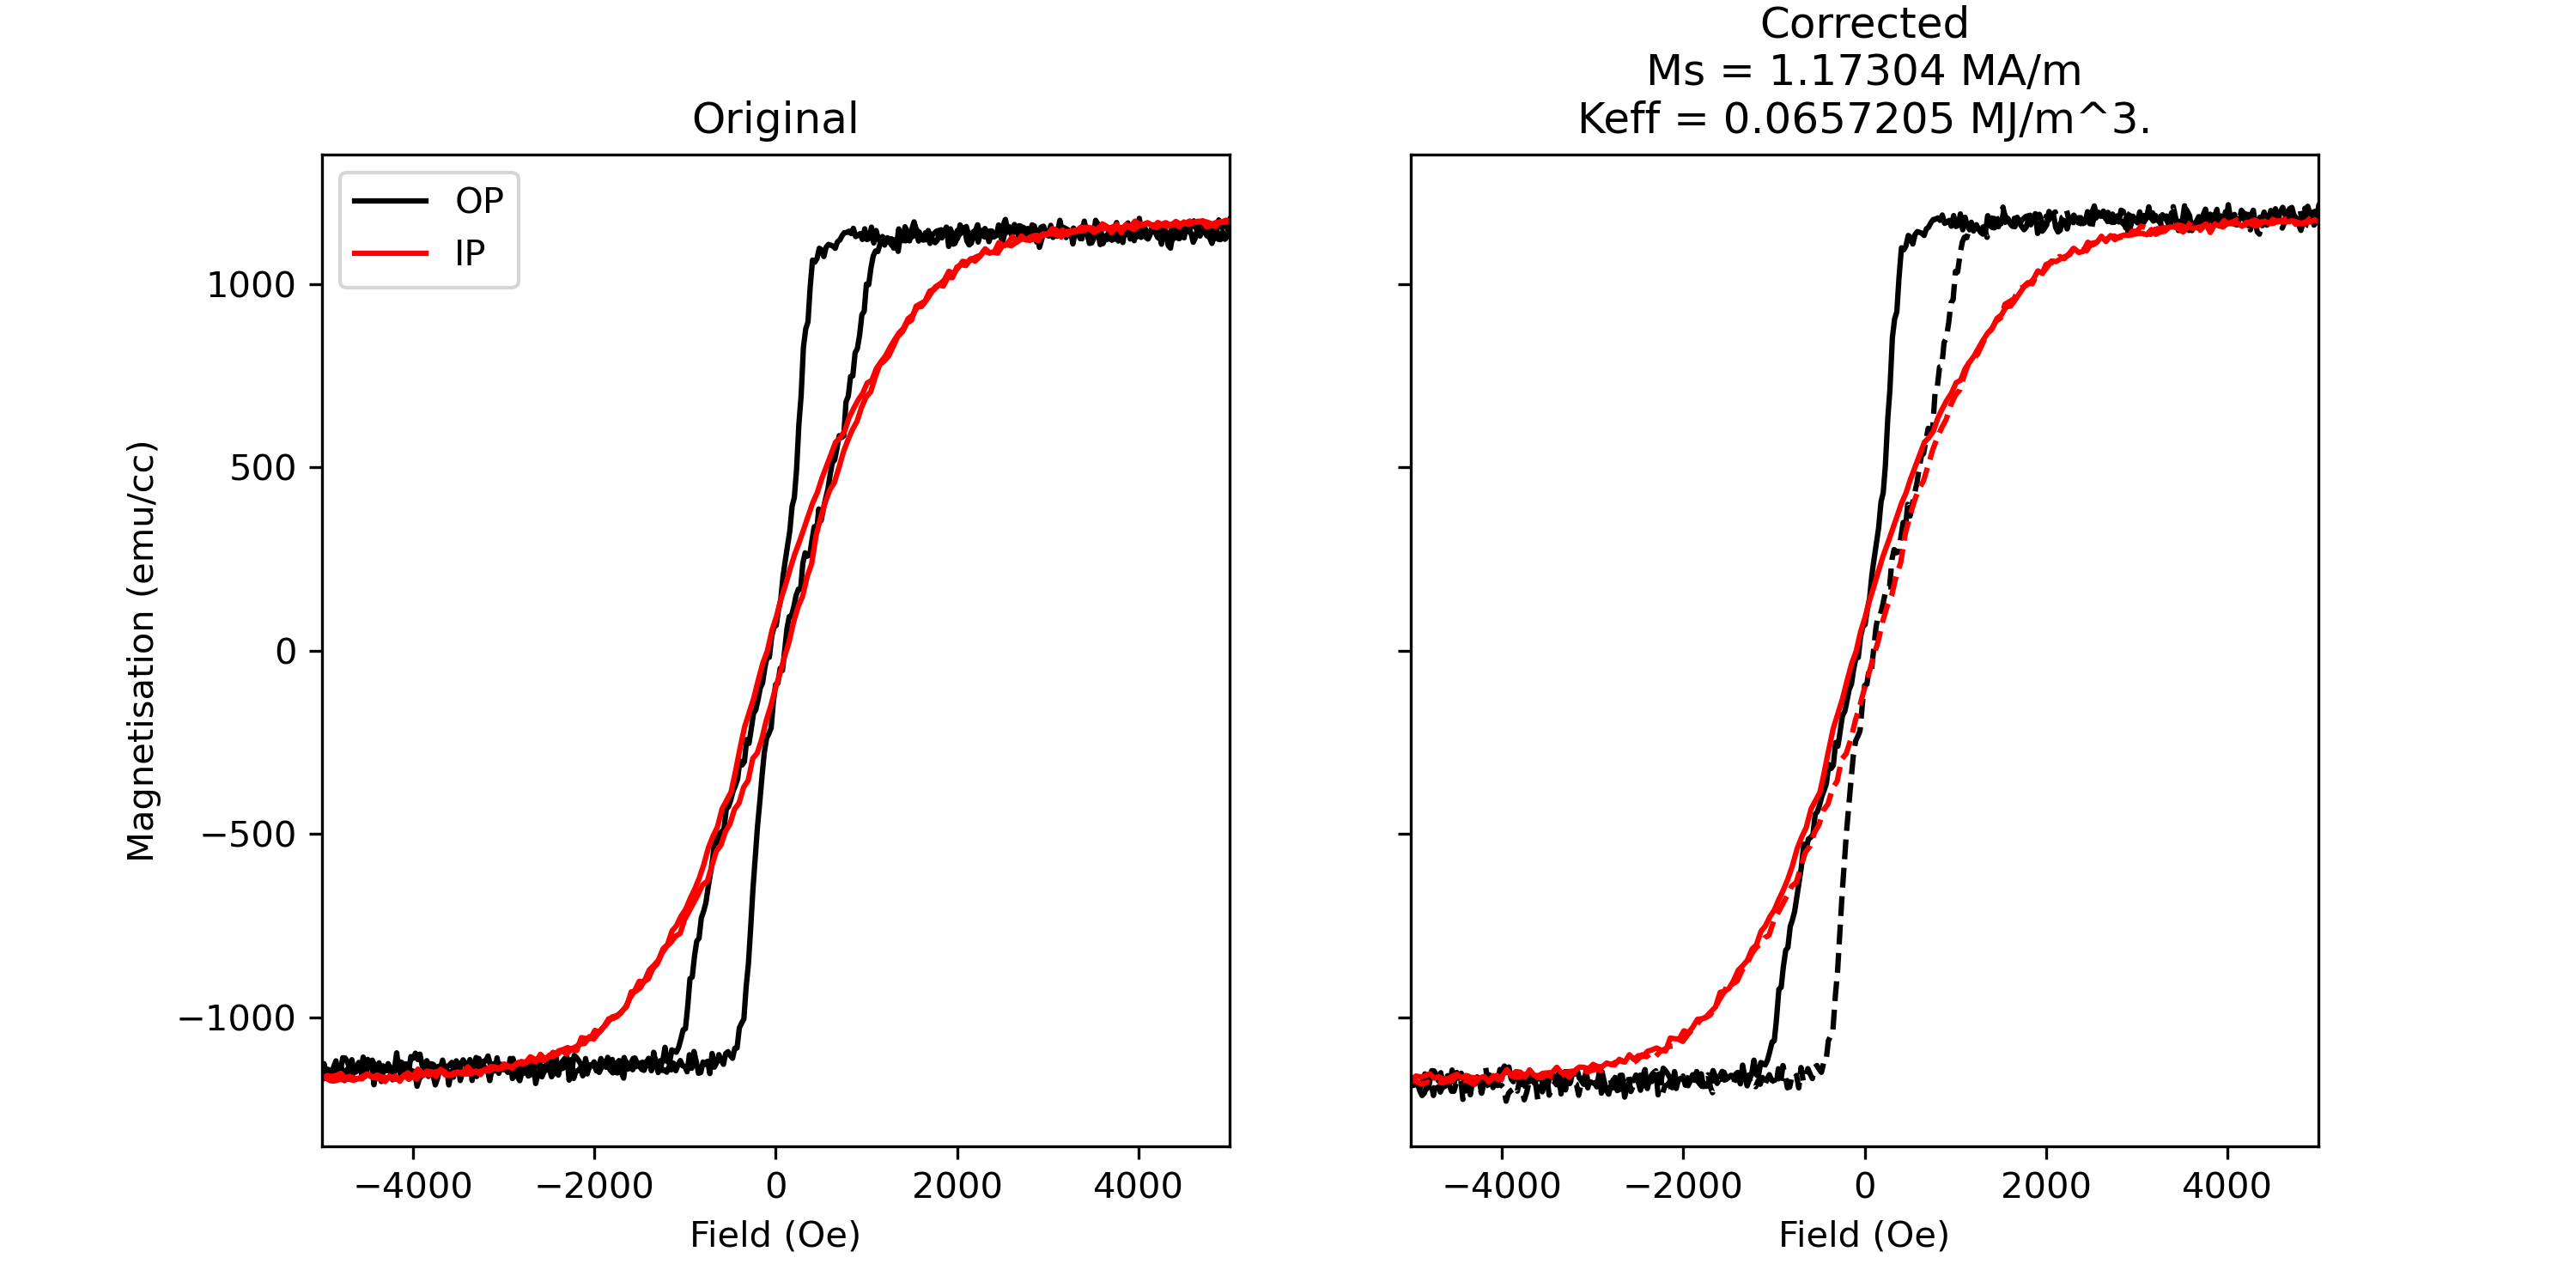 Original
OP
IP
1000
500
0
−500
−1000
Magnetisation (emu/cc)
−4000
−2000
0
2000
4000
Field (Oe)
Corrected
Ms = 1.17304 MA/m
Keff = 0.0657205 MJ/m^3.
−4000
−2000
0
2000
4000
Field (Oe)